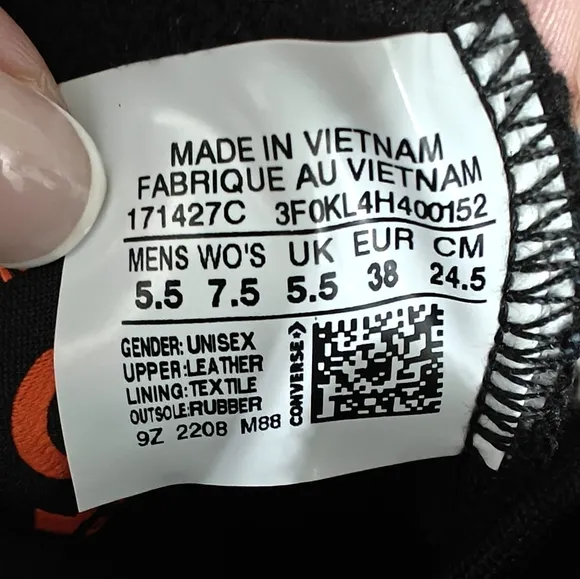 MADE IN VIETNAM
FABRIQUE AU VIETNAM
171427C 3F0KL4H400152
MENS WO'S UK EUR CM
5.5 7.5 5.5 38 24.5
GENDER: UNISEX
UPPER:LEATHER
LINING:TEXTILE
OUTSOLE:RUBBER
9Z 2208 M88
CONVERSE